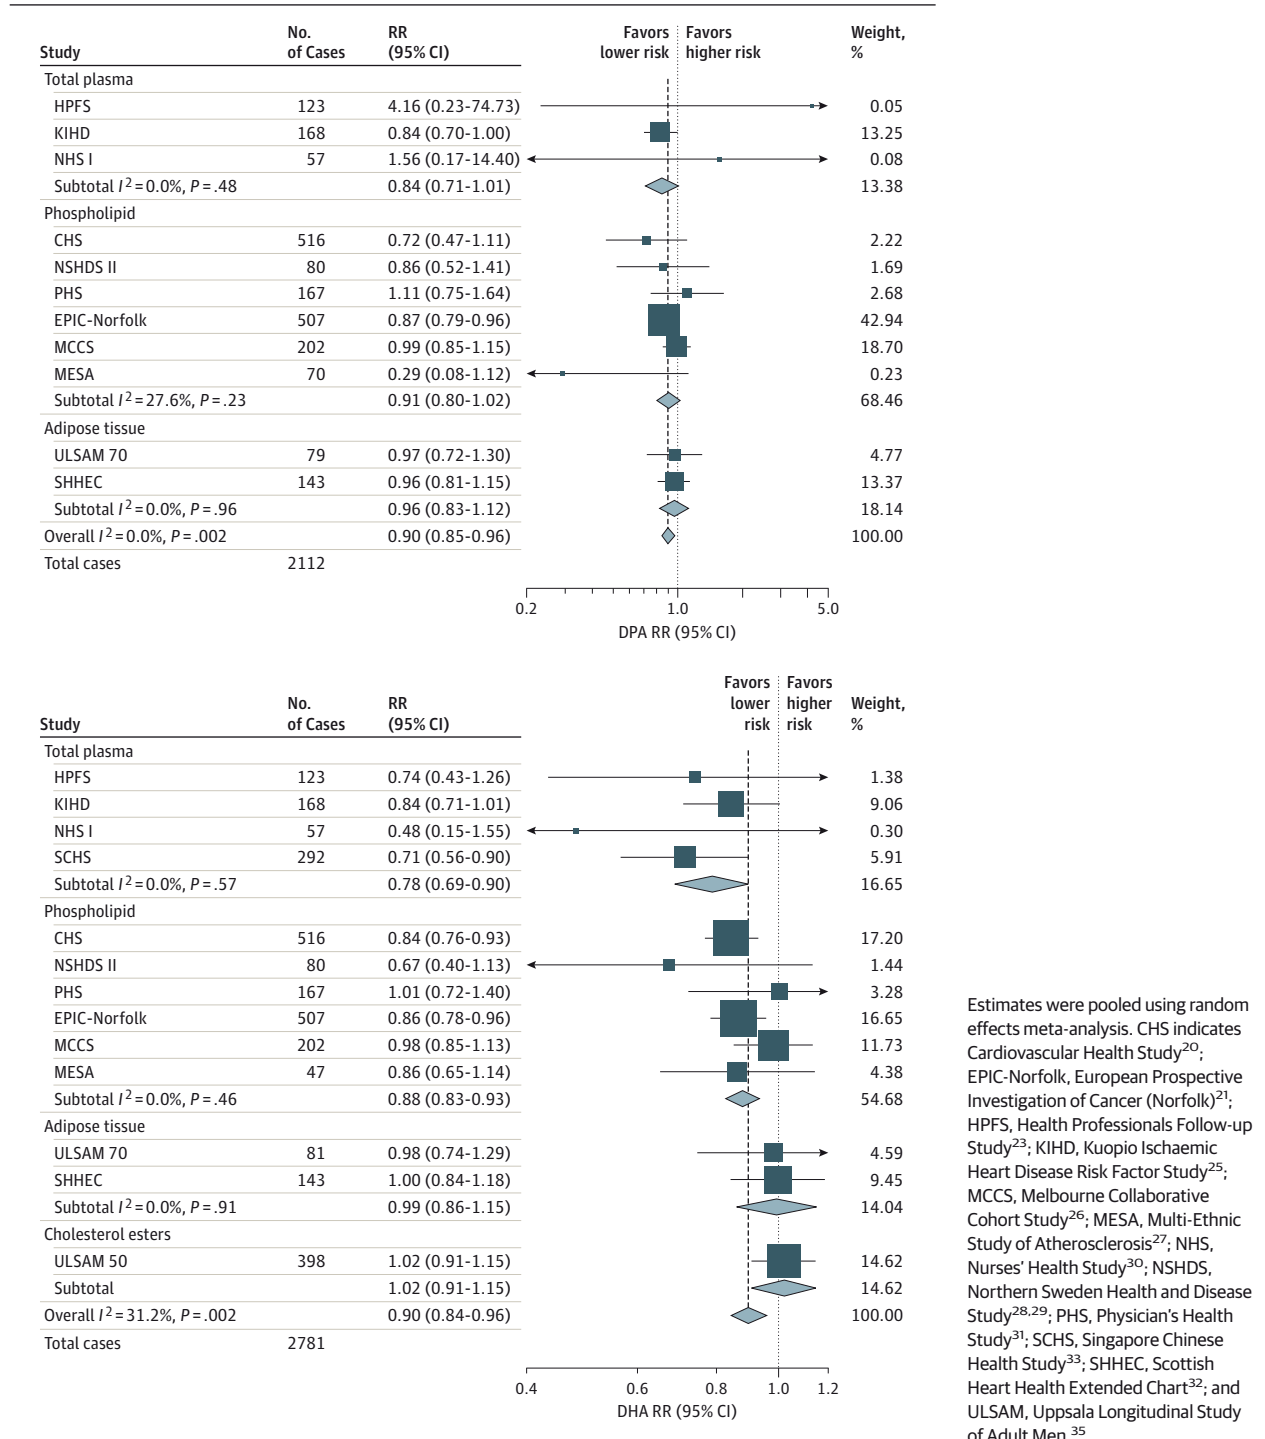 Study No. of Cases RR (95% CI) Favors lower risk Favors higher risk Weight, %
Total plasma
HPFS 123 4.16 (0.23-74.73) 0.05
KIHD 168 0.84 (0.70-1.00) 13.25
NHS I 57 1.56 (0.17-14.40) 0.08
Subtotal I² = 0.0%, P = .48 0.84 (0.71-1.01) 13.38
Phospholipid
CHS 516 0.72 (0.47-1.11) 2.22
NSHDS II 80 0.86 (0.52-1.41) 1.69
PHS 167 1.11 (0.75-1.64) 2.68
EPIC-Norfolk 507 0.87 (0.79-0.96) 42.94
MCCS 202 0.99 (0.85-1.15) 18.70
MESA 70 0.29 (0.08-1.12) 0.23
Subtotal I² = 27.6%, P = .23 0.91 (0.80-1.02) 68.46
Adipose tissue
ULSAM 70 79 0.97 (0.72-1.30) 4.77
SHHEC 143 0.96 (0.81-1.15) 13.37
Subtotal I² = 0.0%, P = .96 0.96 (0.83-1.12) 18.14
Overall I² = 0.0%, P = .002 0.90 (0.85-0.96) 100.00
Total cases 2112
0.2 1.0 5.0
DPA RR (95% CI)
Study No. of Cases RR (95% CI) Favors lower risk Favors higher risk Weight, %
Total plasma
HPFS 123 0.74 (0.43-1.26) 1.38
KIHD 168 0.84 (0.71-1.01) 9.06
NHS I 57 0.48 (0.15-1.55) 0.30
SCHS 292 0.71 (0.56-0.90) 5.91
Subtotal I² = 0.0%, P = .57 0.78 (0.69-0.90) 16.65
Phospholipid
CHS 516 0.84 (0.76-0.93) 17.20
NSHDS II 80 0.67 (0.40-1.13) 1.44
PHS 167 1.01 (0.72-1.40) 3.28
EPIC-Norfolk 507 0.86 (0.78-0.96) 16.65
MCCS 202 0.98 (0.85-1.13) 11.73
MESA 47 0.86 (0.65-1.14) 4.38
Subtotal I² = 0.0%, P = .46 0.88 (0.83-0.93) 54.68
Adipose tissue
ULSAM 70 81 0.98 (0.74-1.29) 4.59
SHHEC 143 1.00 (0.84-1.18) 9.45
Subtotal I² = 0.0%, P = .91 0.99 (0.86-1.15) 14.04
Cholesterol esters
ULSAM 50 398 1.02 (0.91-1.15) 14.62
Subtotal 1.02 (0.91-1.15) 14.62
Overall I² = 31.2%, P = .002 0.90 (0.84-0.96) 100.00
Total cases 2781
0.4 0.6 0.8 1.0 1.2
DHA RR (95% CI)
Estimates were pooled using random
effects meta-analysis. CHS indicates
Cardiovascular Health Study²⁰;
EPIC-Norfolk, European Prospective
Investigation of Cancer (Norfolk)²¹;
HPFS, Health Professionals Follow-up
Study²³; KIHD, Kuopio Ischaemic
Heart Disease Risk Factor Study²⁵;
MCCS, Melbourne Collaborative
Cohort Study²⁶; MESA, Multi-Ethnic
Study of Atherosclerosis²⁷; NHS,
Nurses' Health Study³⁰; NSHDS,
Northern Sweden Health and Disease
Study²⁸,²⁹; PHS, Physician's Health
Study³¹; SCHS, Singapore Chinese
Health Study³³; SHHEC, Scottish
Heart Health Extended Chart³²; and
ULSAM, Uppsala Longitudinal Study
of Adult Men.³⁵